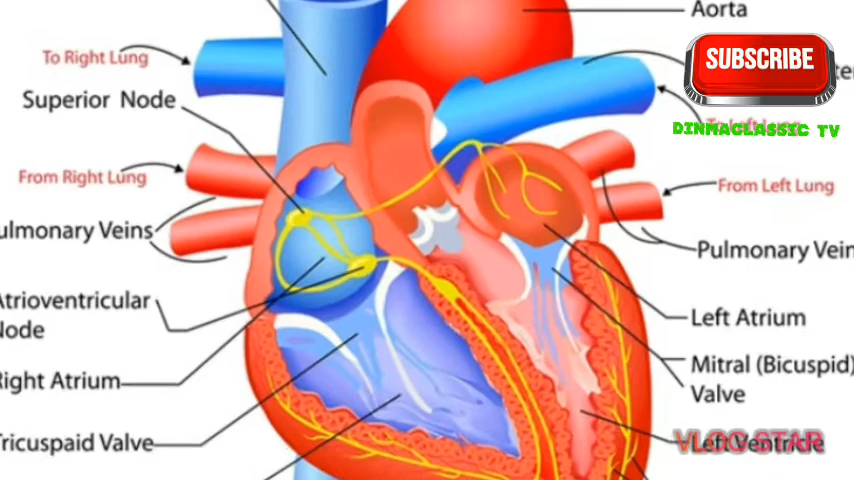 Aorta
To Right Lung
SUBSCRIBE
Superior Node
DINMACLASSIC TV
From Right Lung
From Left Lung
ulmonary Veins
Pulmonary Vein
Atrioventricular
Node
Left Atrium
Right Atrium
Mitral (Bicuspid)
Valve
Tricuspaid Valve
Left Ventricle
VLOG STAR